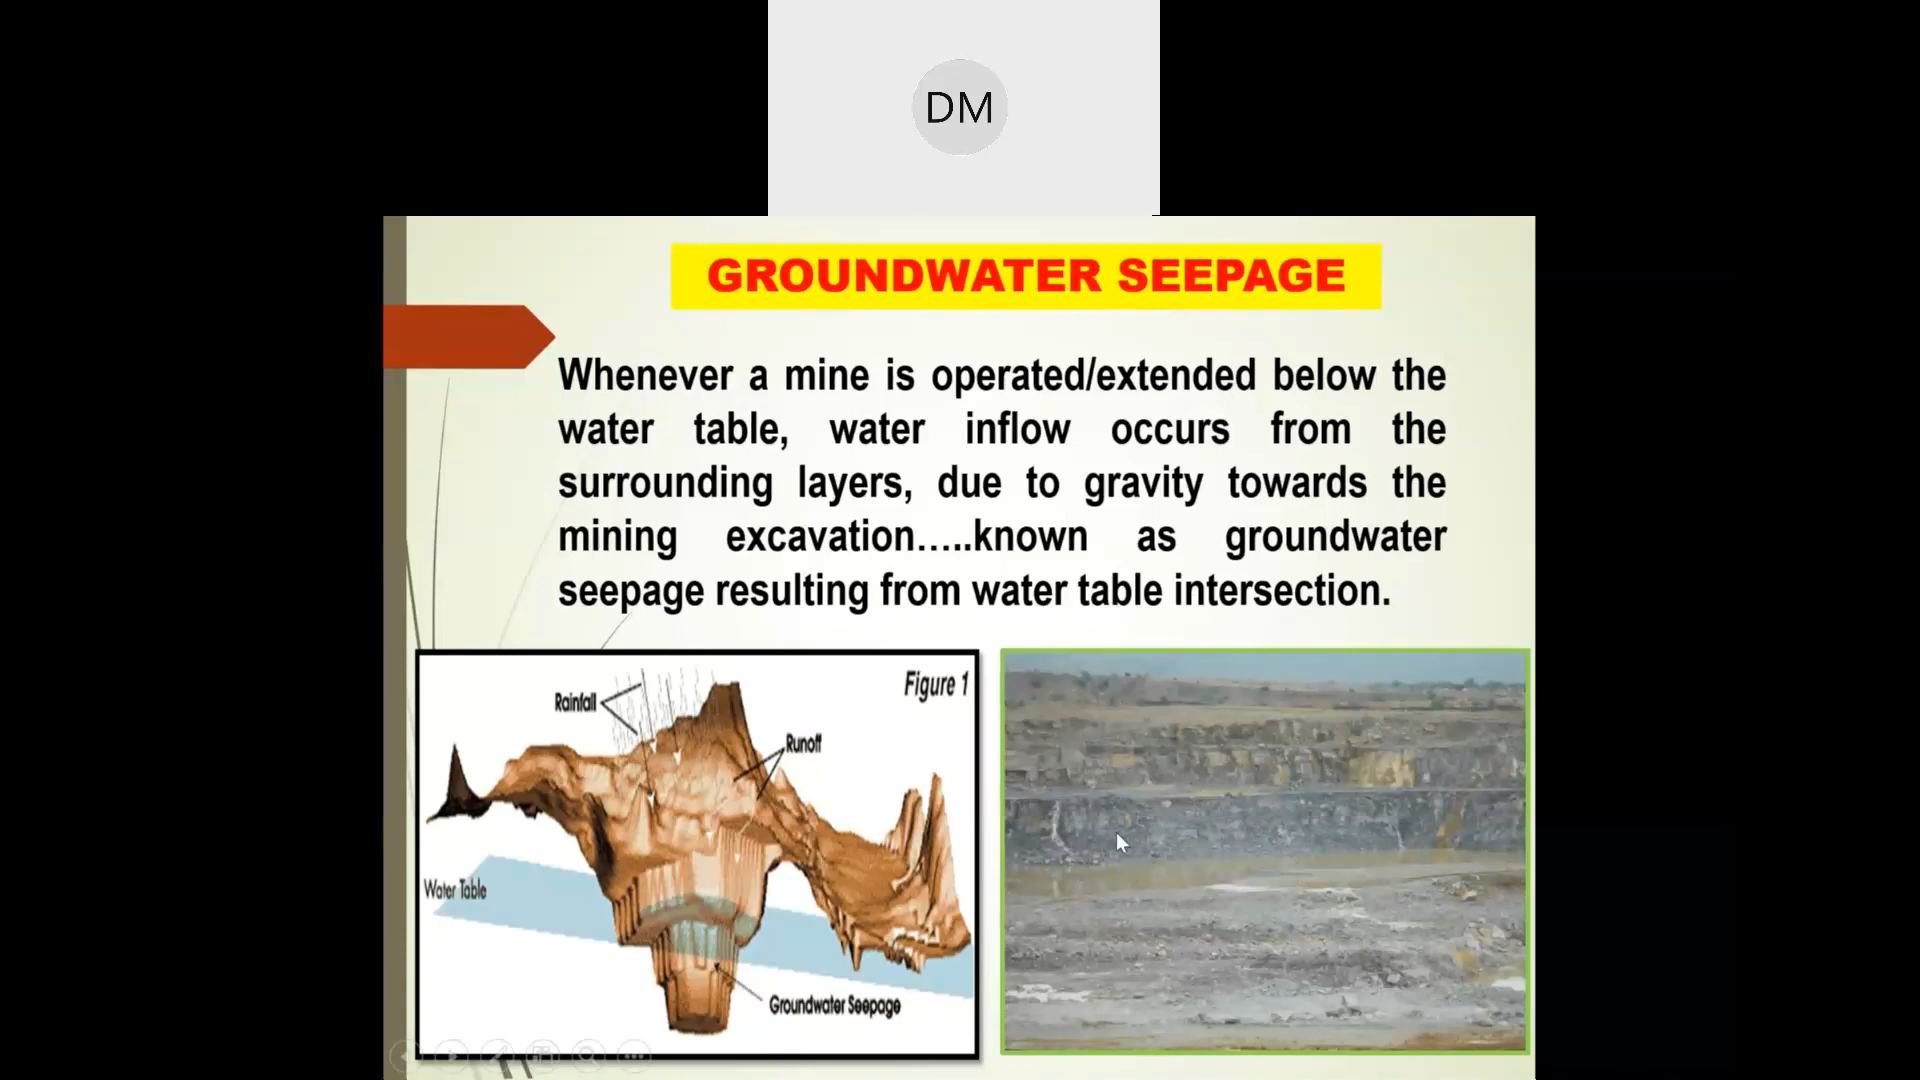 DM
GROUNDWATER SEEPAGE
Whenever a mine is operated/extended below the
water table, water inflow occurs from the
surrounding layers, due to gravity towards the
mining excavation…..known as groundwater
seepage resulting from water table intersection.
Figure 1
Rainfall
Runoff
Water Table
Groundwater Seepage